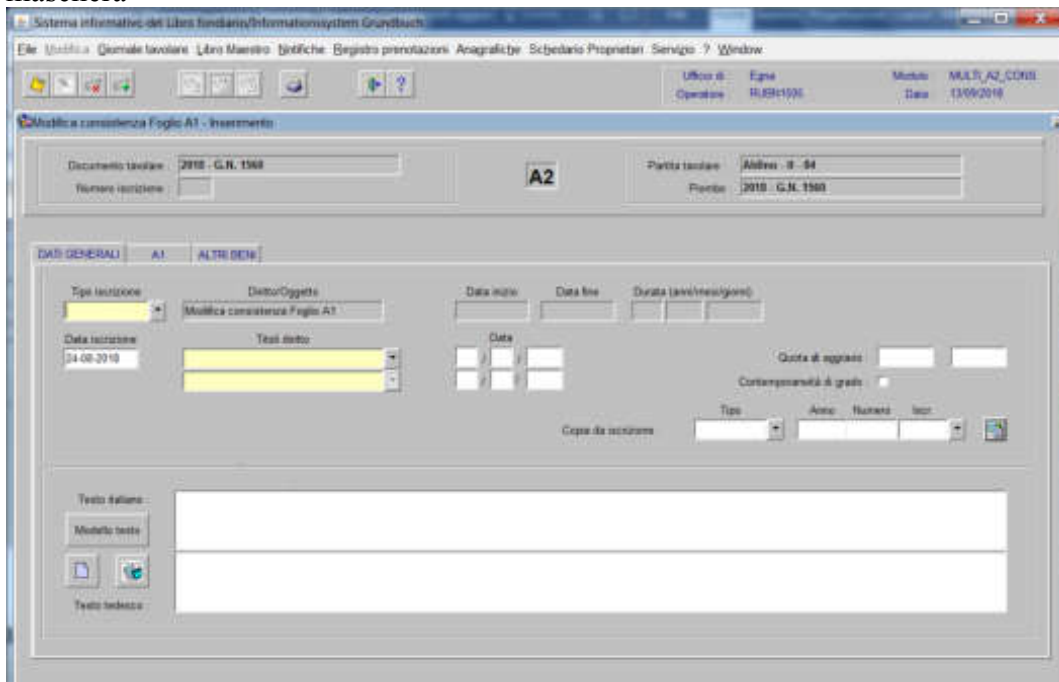 maschera
Sistema informativo del Libro fondiario/Informationssystem Grundbuch
File Modifica Giornale tavolare Libro Maestro Notifiche Registro prenotazioni Anagrafiche Schedario Proprietari Servizio ? Window
Ufficio di Egna Modulo MULTI_A2_CONS
Operatore Data 13/09/2018
Modifica consistenza Foglio A1 - Inserimento
Documento tavolare 2018 - G.N. 1560 A2 Partita tavolare Aldino - II - 84
Numero iscrizione Piombo 2018 - G.N. 1560
DATI GENERALI A1 ALTRI BENI
Tipo iscrizione Diritto/Oggetto Data inizio Data fine Durata (anni/mesi/giorni)
Modifica consistenza Foglio A1
Data iscrizione Titoli diritto Data
24-08-2018 / /
/ /
Quota di aggravio
Contemporaneità di grado
Tipo Anno Numero Iscr.
Copia da iscrizione
Testo italiano
Modello testo
Testo tedesco